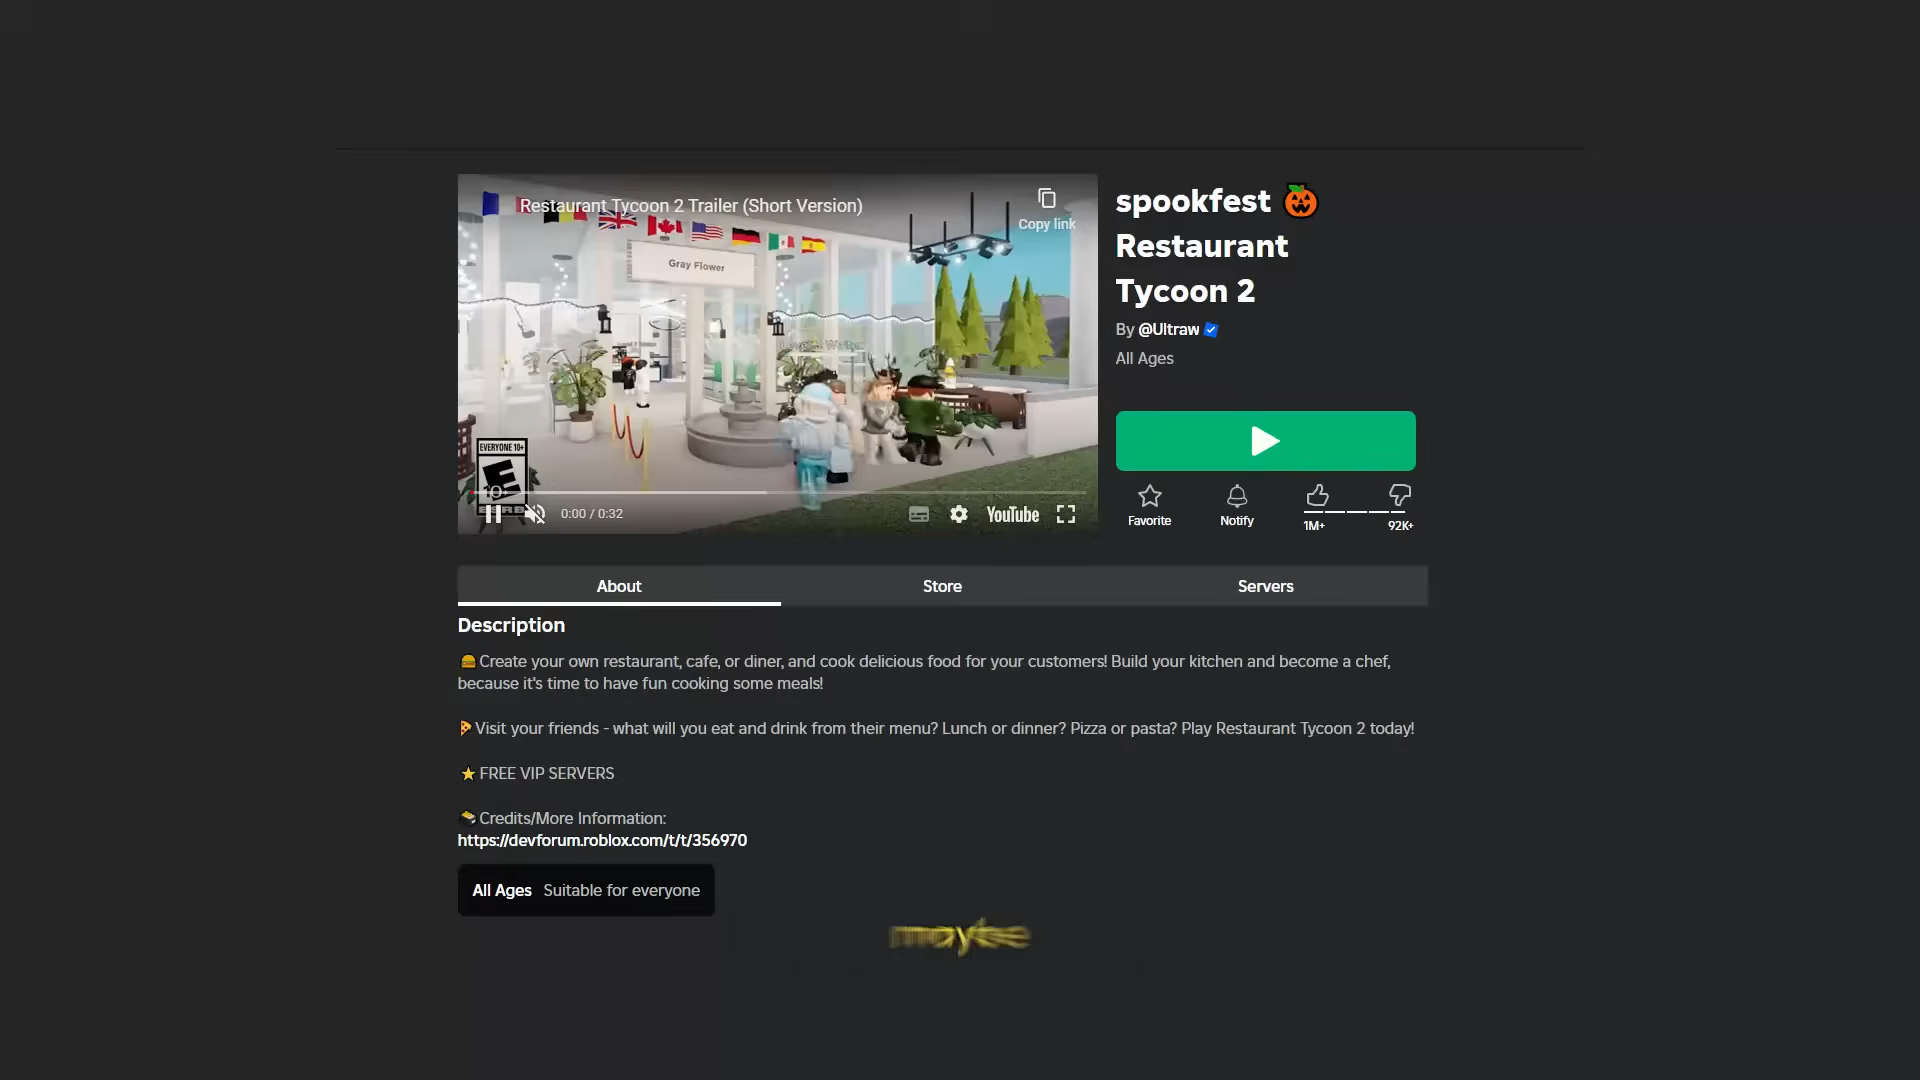 Restaurant Tycoon 2 Trailer (Short Version)
Copy link
Gray Flower
EVERYONE 10+
E
10+
ESRB
0:00 / 0:32
YouTube
spookfest 🎃
Restaurant
Tycoon 2
By @Ultraw
All Ages
Favorite
Notify
1M+
92K+
About
Store
Servers
Description
🍔Create your own restaurant, cafe, or diner, and cook delicious food for your customers! Build your kitchen and become a chef,
because it's time to have fun cooking some meals!
🍕Visit your friends - what will you eat and drink from their menu? Lunch or dinner? Pizza or pasta? Play Restaurant Tycoon 2 today!
⭐ FREE VIP SERVERS
Credits/More Information:
https://devforum.roblox.com/t/t/356970
All Ages Suitable for everyone